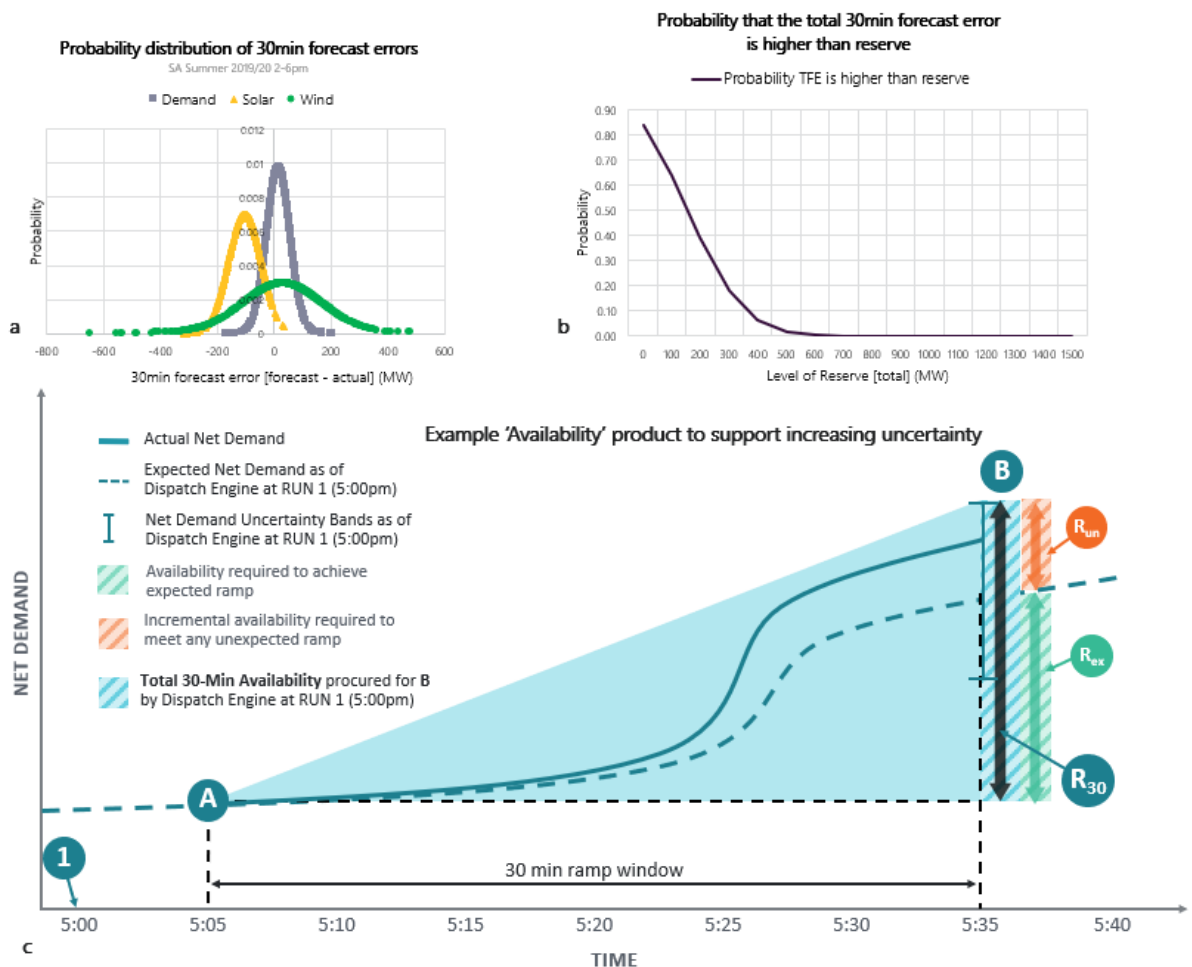 Probability distribution of 30min forecast errors
SA Summer 2019/20 2-6pm
Demand Solar Wind
0.012
0.01
0.008
0.006
0.004
0.002
0
Probability
-800 -600 -400 -200 0 200 400 600
30min forecast error [forecast - actual] (MW)
a
Probability that the total 30min forecast error
is higher than reserve
Probability TFE is higher than reserve
0.90
0.80
0.70
0.60
0.50
0.40
0.30
0.20
0.10
0.00
Probability
0 100 200 300 400 500 600 700 800 900 1000 1100 1200 1300 1400 1500
Level of Reserve [total] (MW)
b
Example ‘Availability’ product to support increasing uncertainty
Actual Net Demand
Expected Net Demand as of
Dispatch Engine at RUN 1 (5:00pm)
Net Demand Uncertainty Bands as of
Dispatch Engine at RUN 1 (5:00pm)
Availability required to achieve
expected ramp
Incremental availability required to
meet any unexpected ramp
Total 30-Min Availability procured for B
by Dispatch Engine at RUN 1 (5:00pm)
NET DEMAND
B
Run
Rex
R30
A
1
30 min ramp window
5:00 5:05 5:10 5:15 5:20 5:25 5:30 5:35 5:40
TIME
c